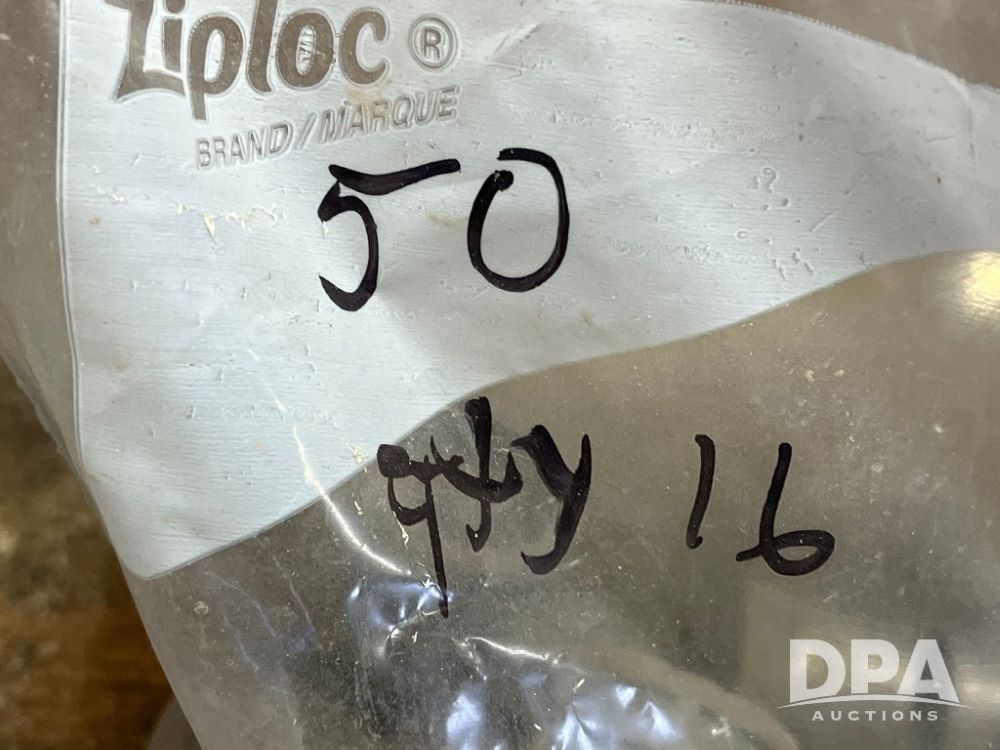 Ziploc®
BRAND/MARQUE
50
qty 16
DPA
AUCTIONS